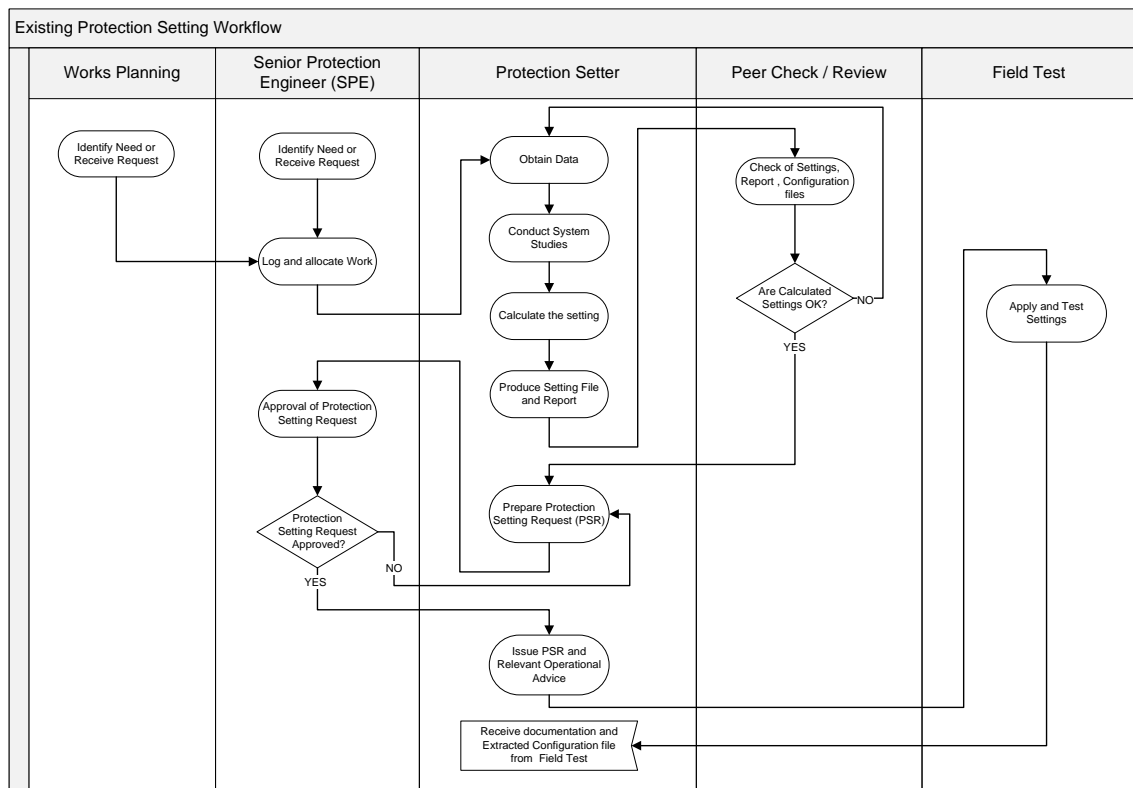 Existing Protection Setting Workflow
Works Planning
Senior Protection
Engineer (SPE)
Protection Setter
Peer Check / Review
Field Test
Identify Need or
Receive Request
Identify Need or
Receive Request
Log and allocate Work
Obtain Data
Conduct System
Studies
Calculate the setting
Produce Setting File
and Report
Check of Settings,
Report , Configuration
files
Are Calculated
Settings OK?
NO
YES
Apply and Test
Settings
Approval of Protection
Setting Request
Prepare Protection
Setting Request (PSR)
Protection
Setting Request
Approved?
NO
YES
Issue PSR and
Relevant Operational
Advice
Receive documentation and
Extracted Configuration file
from Field Test